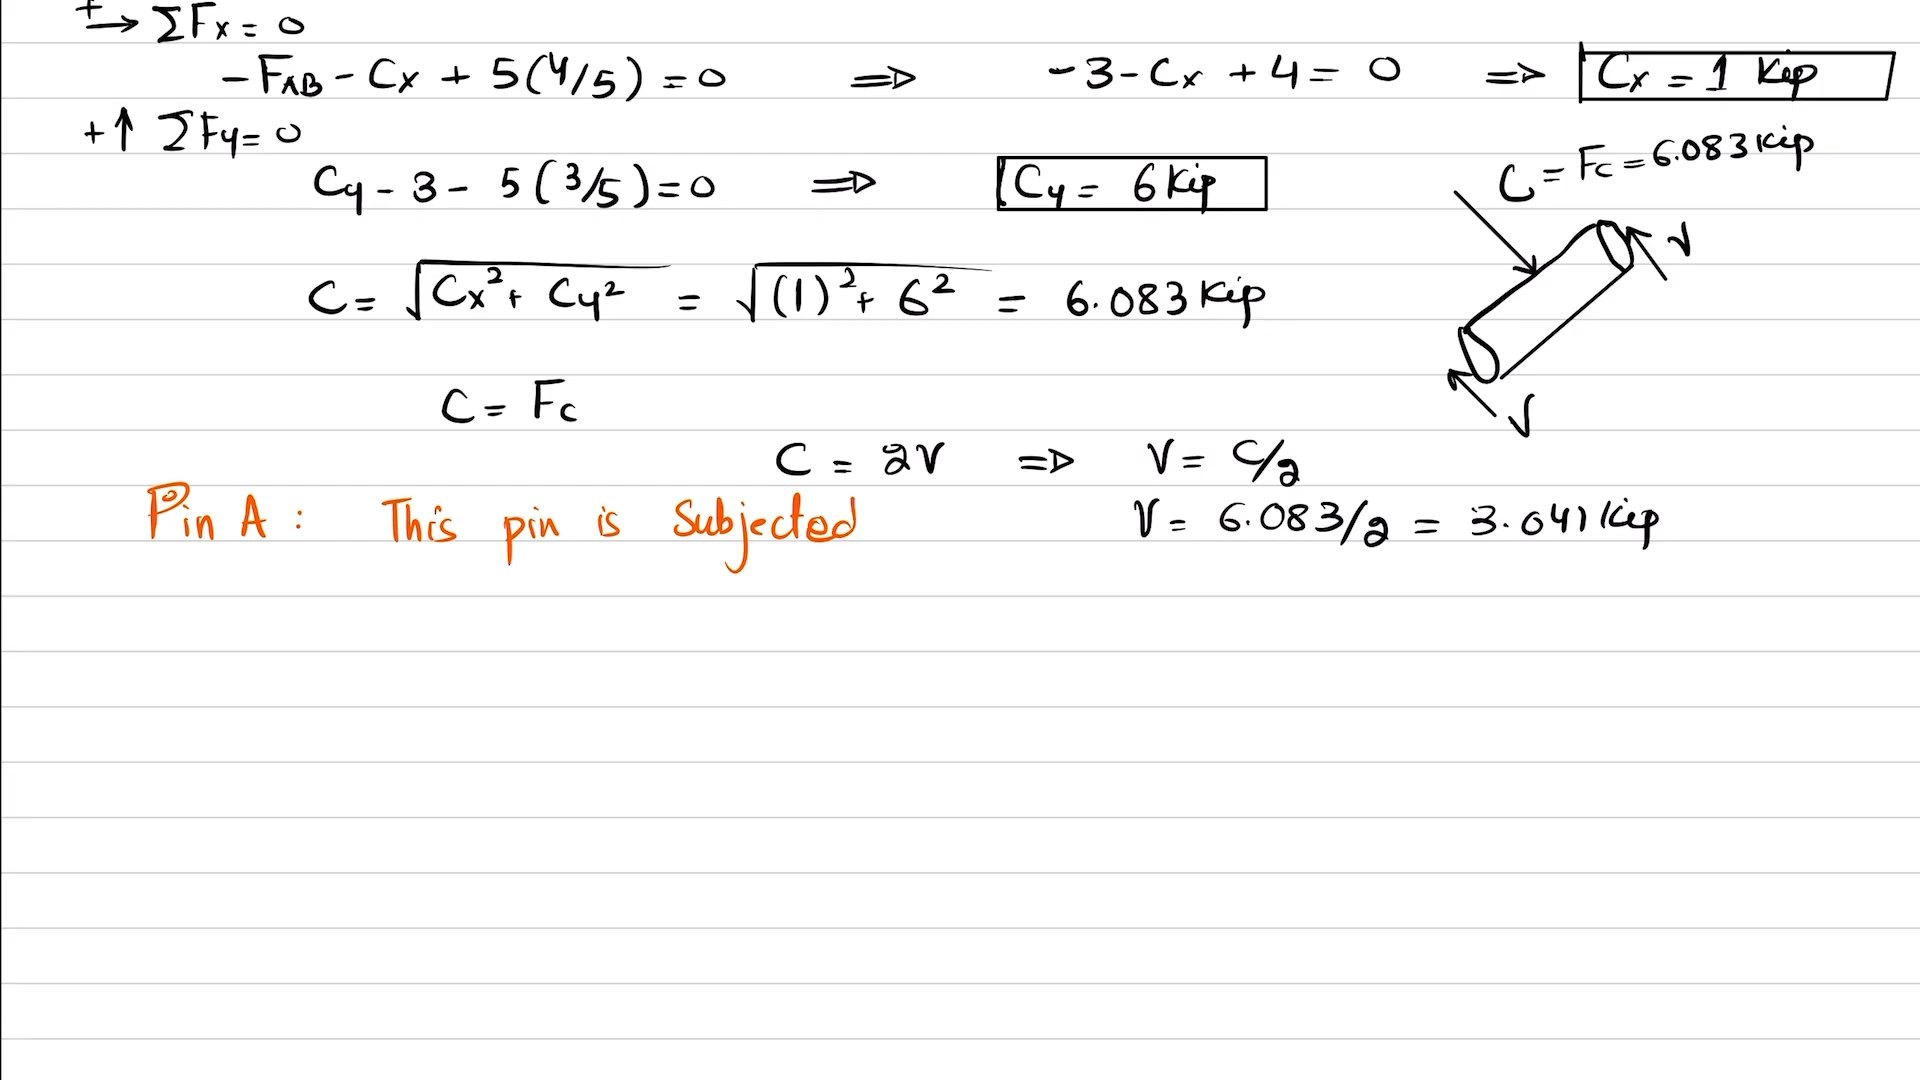 +→ ΣFx = 0
-FAB - Cx + 5(4/5) = 0 ⇒ -3 - Cx + 4 = 0 ⇒ Cx = 1 Kip
+↑ ΣFy = 0
Cy - 3 - 5(3/5) = 0 ⇒ Cy = 6 Kip
C = Fc = 6.083 Kip
V
C = √(Cx² + Cy²) = √((1)² + 6²) = 6.083 Kip
C = Fc
V
C = 2V ⇒ V = C/2
Pin A : This pin is Subjected
V = 6.083/2 = 3.041 Kip